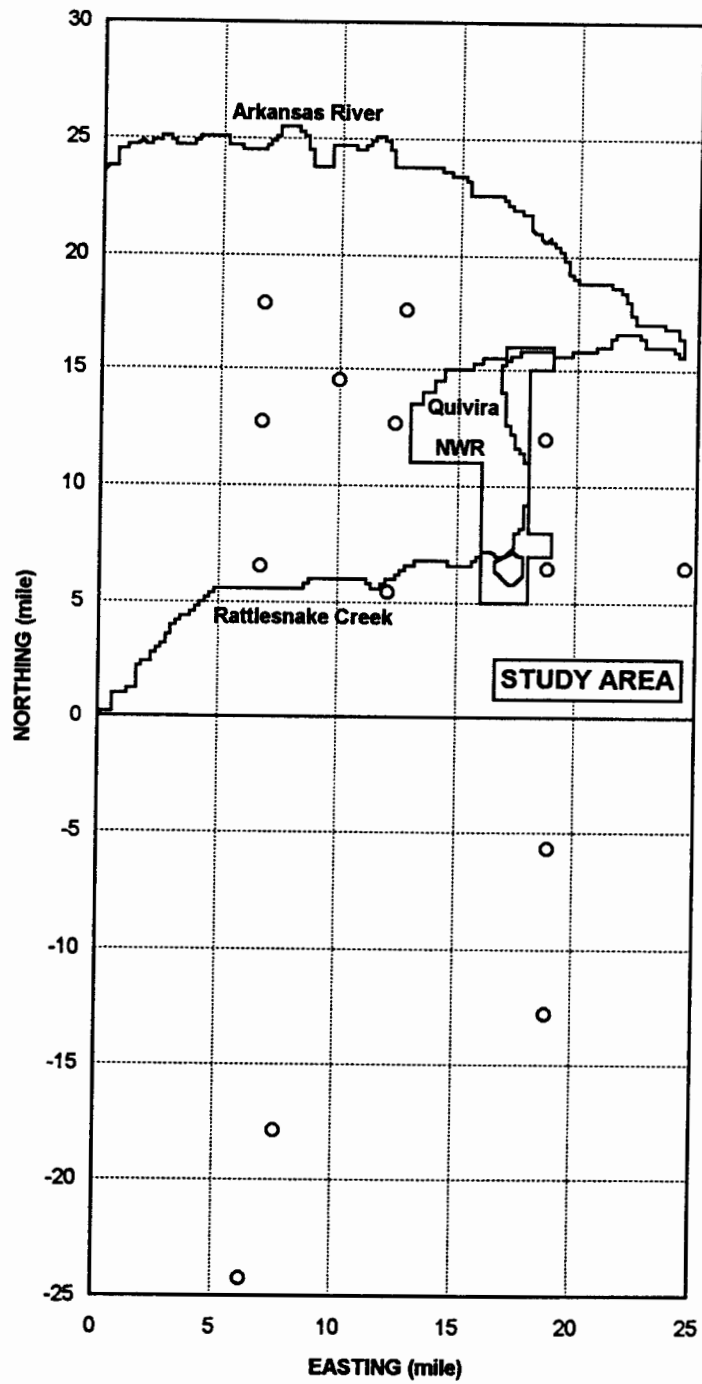 30
Arkansas River
25
20
15
Quivira
NWR
10
5
Rattlesnake Creek
STUDY AREA
0
NORTHING (mile)
-5
-10
-15
-20
-25
0 5 10 15 20 25
EASTING (mile)